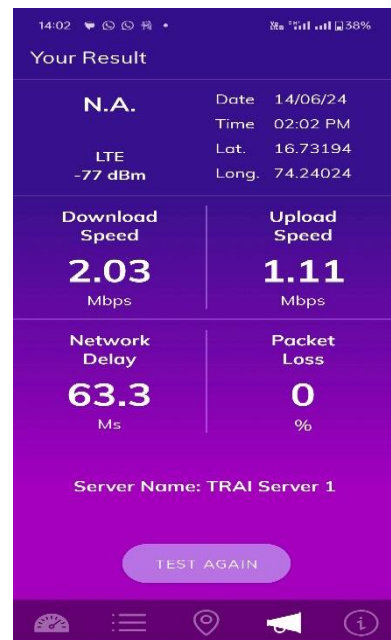 14:02 38%
Your Result
N.A.
Date 14/06/24
Time 02:02 PM
Lat. 16.73194
Long. 74.24024
LTE
-77 dBm
Download Speed
2.03
Mbps
Upload Speed
1.11
Mbps
Network Delay
63.3
Ms
Packet Loss
0
%
Server Name: TRAI Server 1
TEST AGAIN